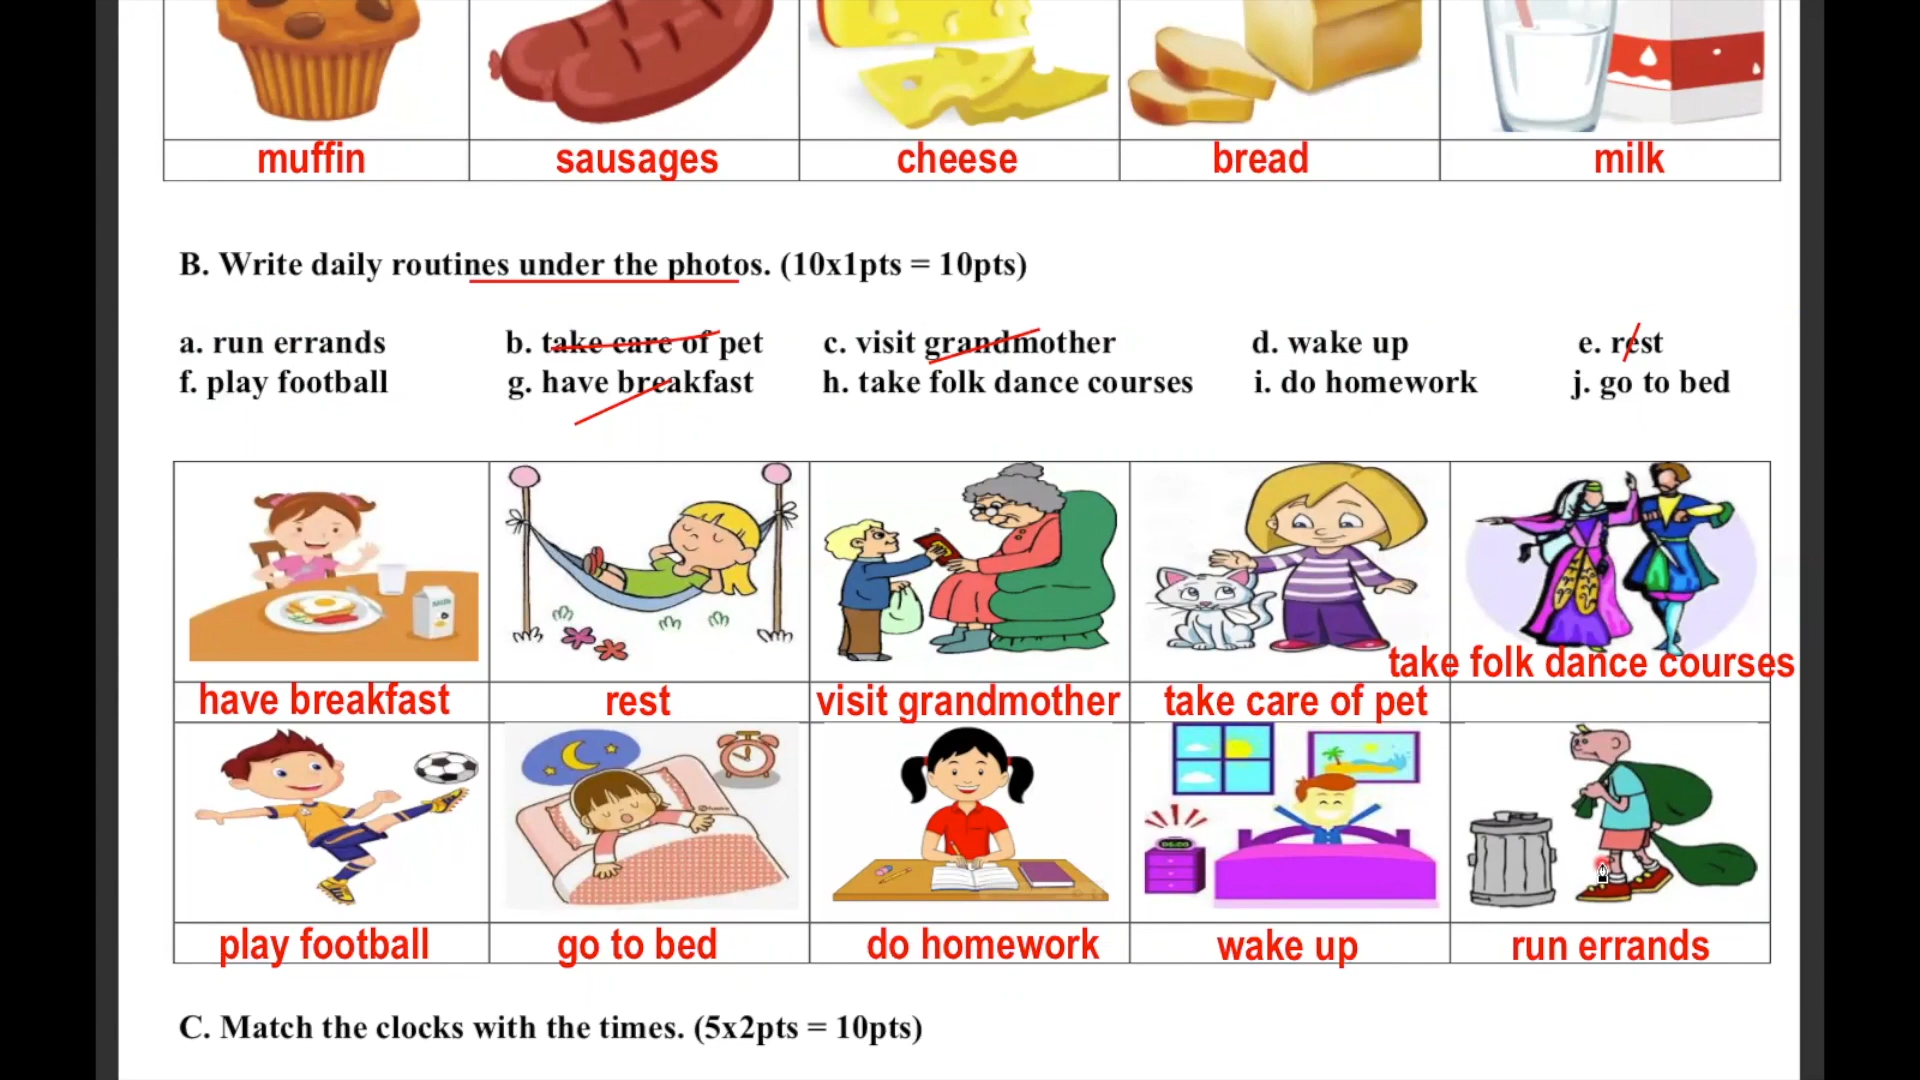 muffin sausages cheese bread milk
B. Write daily routines under the photos. (10x1pts = 10pts)
a. run errands b. take care of pet c. visit grandmother d. wake up e. rest
f. play football g. have breakfast h. take folk dance courses i. do homework j. go to bed
take folk dance courses
have breakfast rest visit grandmother take care of pet
play football go to bed do homework wake up run errands
C. Match the clocks with the times. (5x2pts = 10pts)